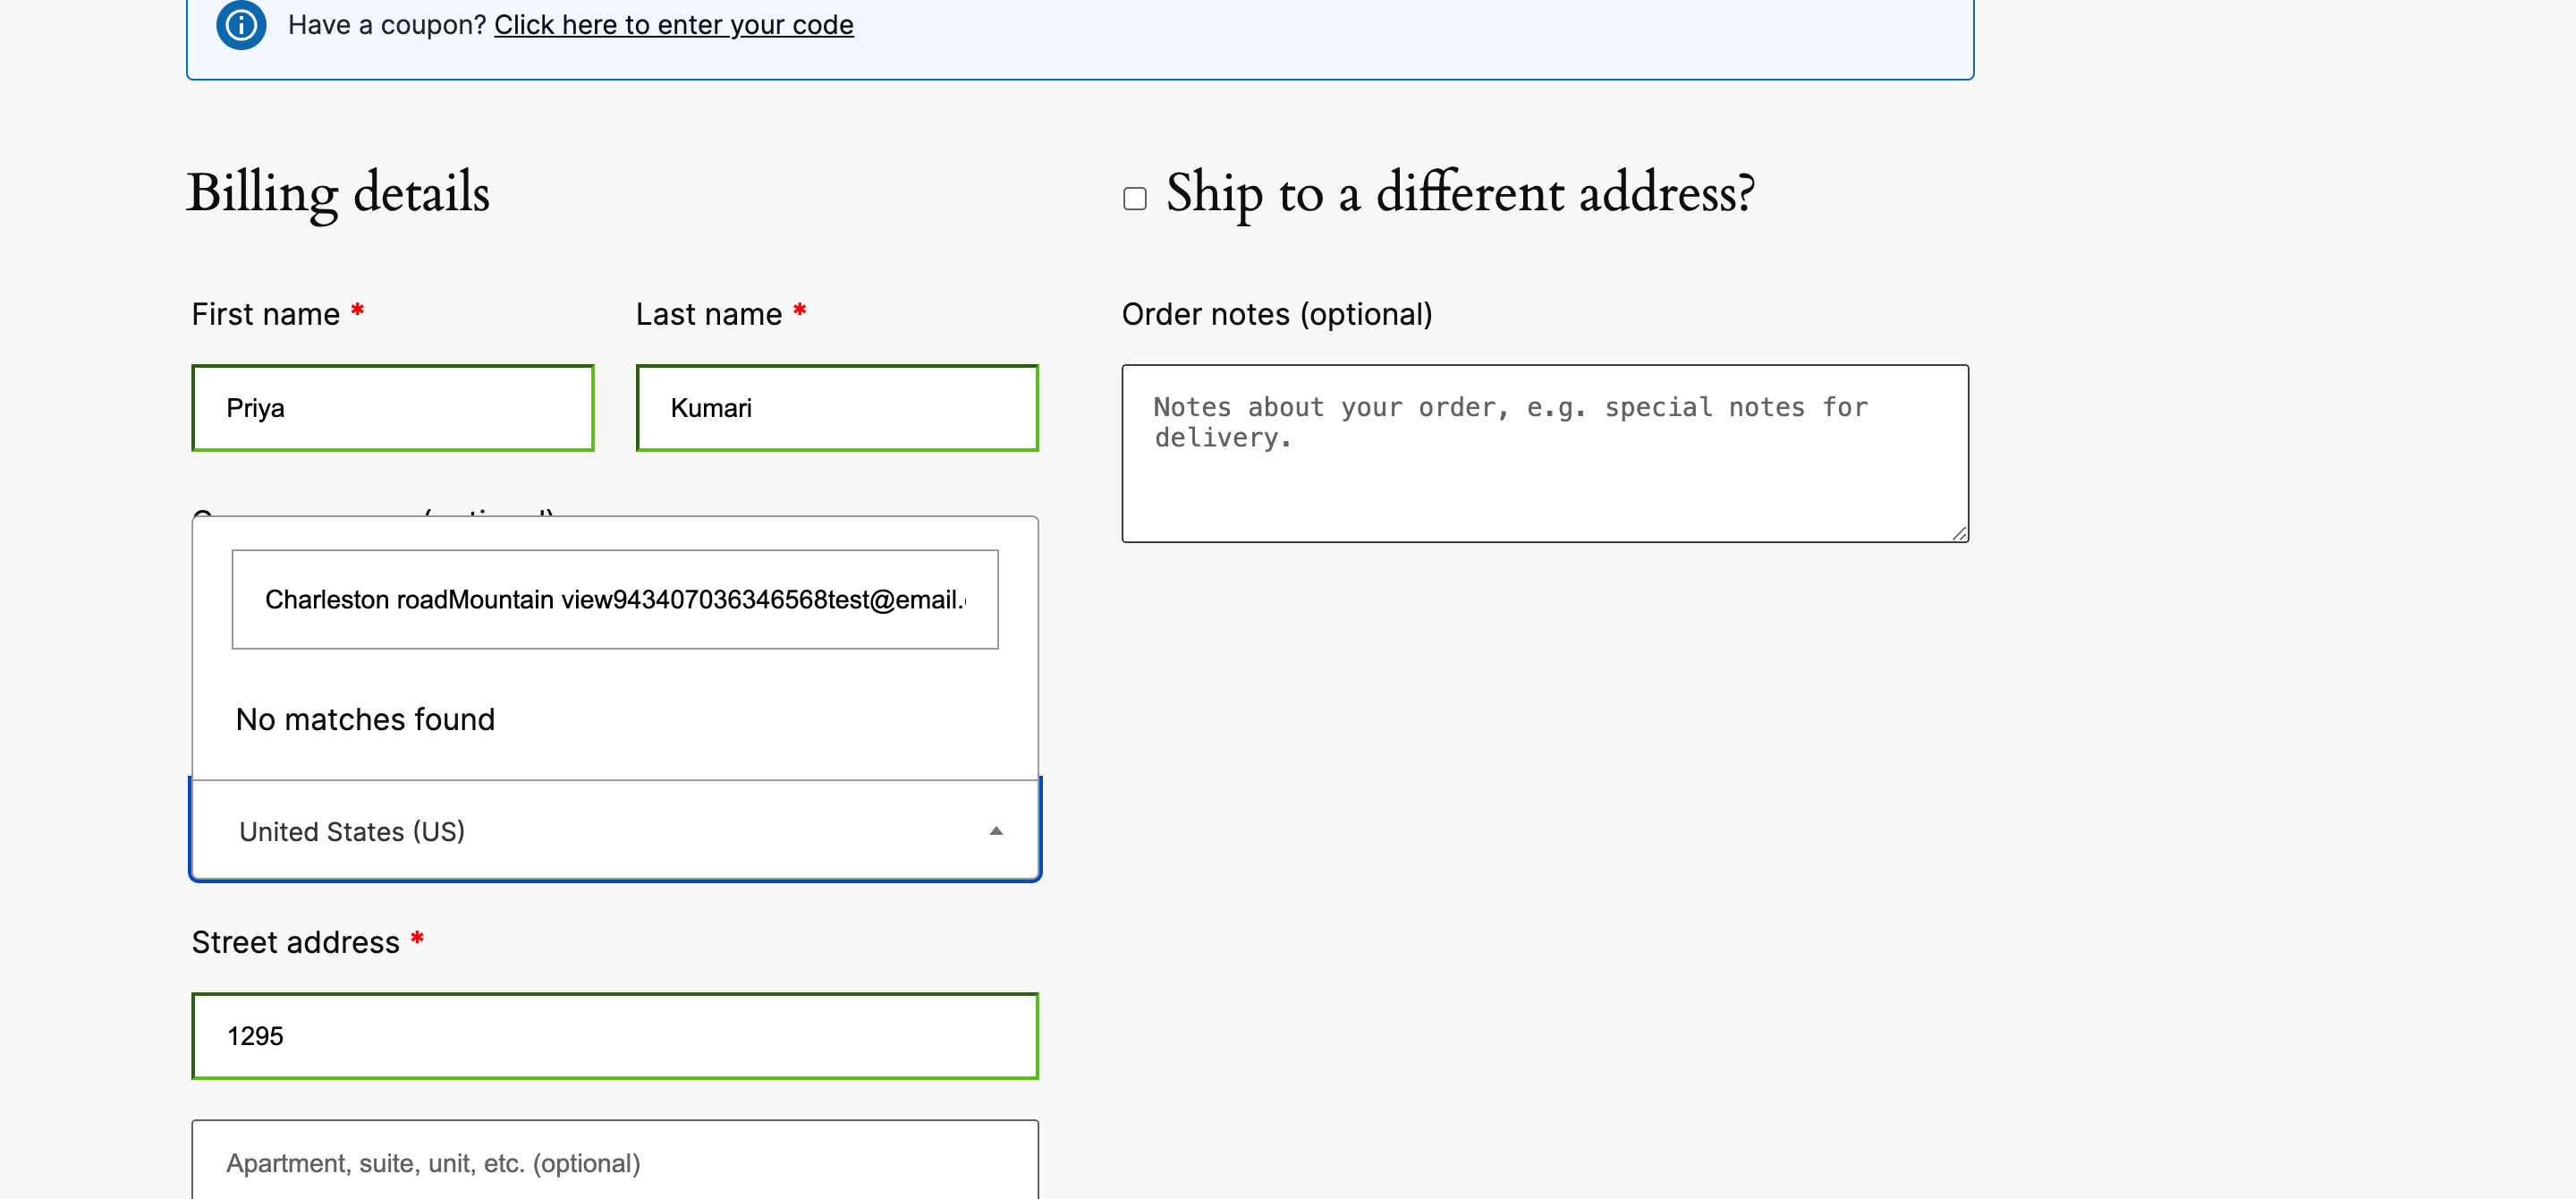 Have a coupon? Click here to enter your code
Billing details
Ship to a different address?
First name *
Last name *
Order notes (optional)
Priya
Kumari
Notes about your order, e.g. special notes for
delivery.
Charleston roadMountain view943407036346568test@email.
No matches found
United States (US)
Street address *
1295
Apartment, suite, unit, etc. (optional)